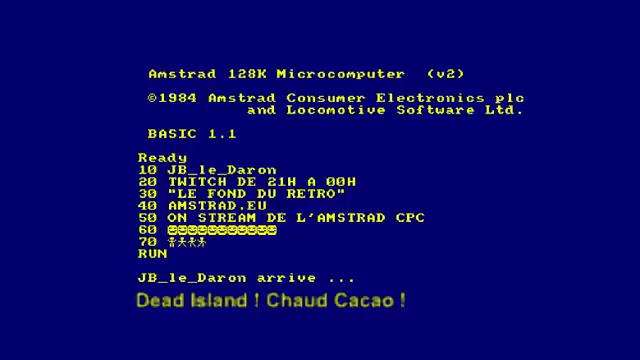 Amstrad 128K Microcomputer (v2)
©1984 Amstrad Consumer Electronics plc
and Locomotive Software Ltd.
BASIC 1.1
Ready
10 JB_le_Daron
20 TWITCH DE 21H A 00H
30 "LE FOND DU RETRO"
40 AMSTRAD.EU
50 ON STREAM DE L'AMSTRAD CPC
60
70
RUN
JB_le_Daron arrive ...
Dead Island ! Chaud Cacao !